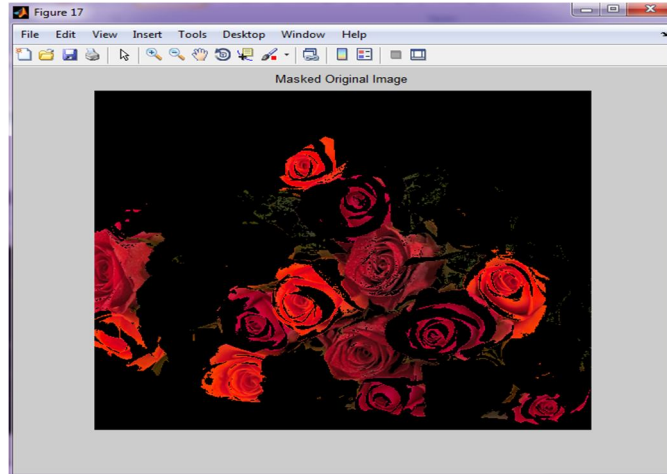 Figure 17
File Edit View Insert Tools Desktop Window Help
Masked Original Image